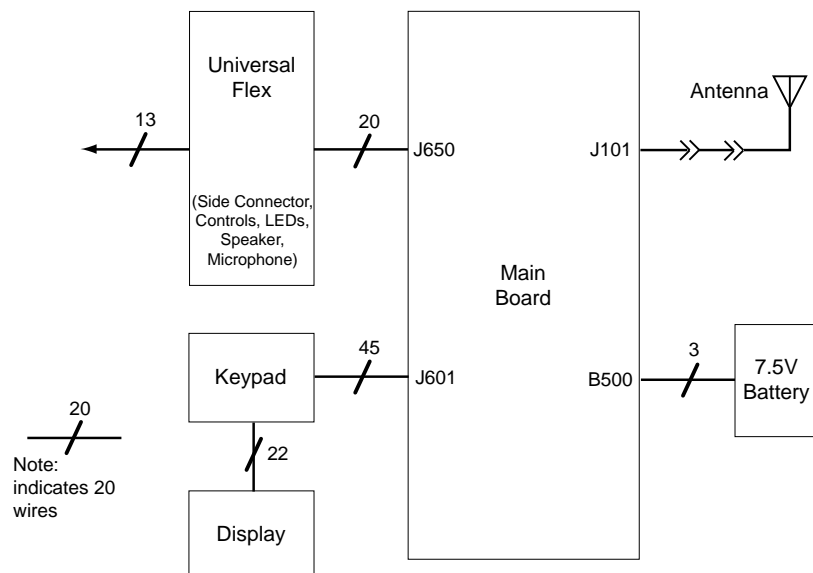 Universal
Flex
(Side Connector,
Controls, LEDs,
Speaker,
Microphone)
13
20
J650
J101
Antenna
Main
Board
Keypad
45
J601
B500
3
7.5V
Battery
22
Display
20
Note:
indicates 20
wires